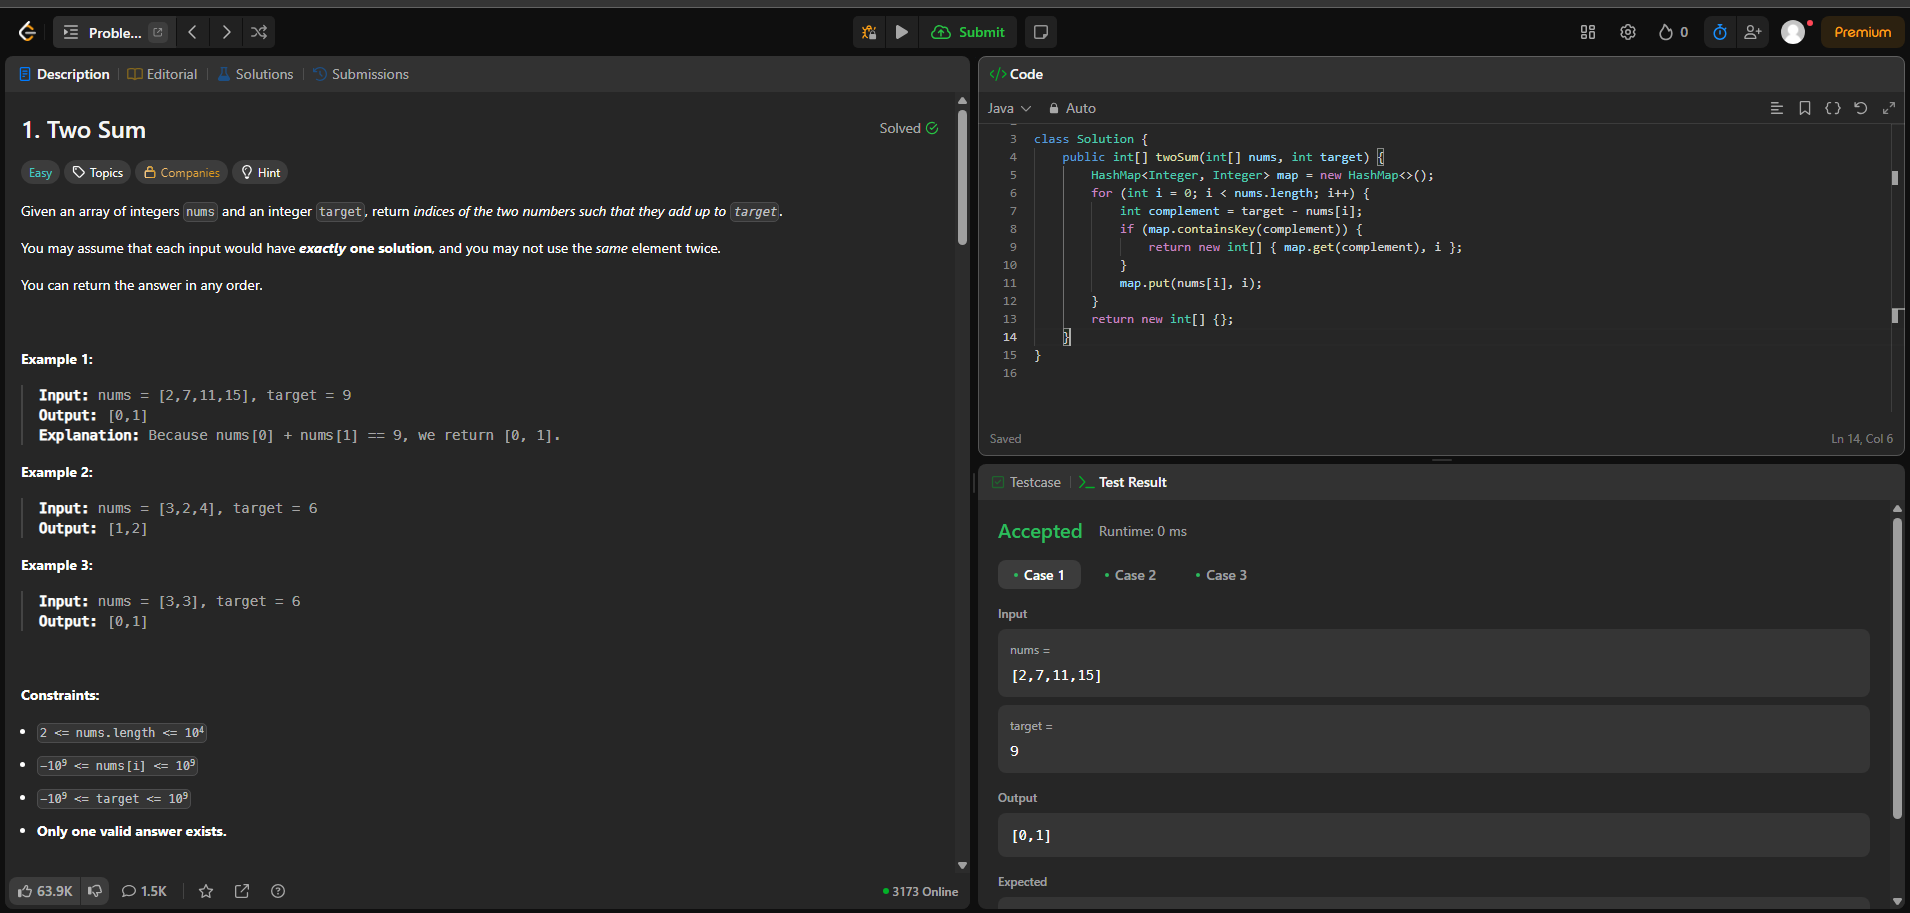 Proble...
Submit
0
Premium
Description
Editorial
Solutions
Submissions
1. Two Sum
Solved
Easy
Topics
Companies
Hint
Given an array of integers nums and an integer target, return indices of the two numbers such that they add up to target.
You may assume that each input would have exactly one solution, and you may not use the same element twice.
You can return the answer in any order.
Example 1:
Input: nums = [2,7,11,15], target = 9
Output: [0,1]
Explanation: Because nums[0] + nums[1] == 9, we return [0, 1].
Example 2:
Input: nums = [3,2,4], target = 6
Output: [1,2]
Example 3:
Input: nums = [3,3], target = 6
Output: [0,1]
Constraints:
2 <= nums.length <= 10⁴
-10⁹ <= nums[i] <= 10⁹
-10⁹ <= target <= 10⁹
Only one valid answer exists.
63.9K
1.5K
3173 Online
</> Code
Java
Auto
3 class Solution {
4 public int[] twoSum(int[] nums, int target) {
5 HashMap<Integer, Integer> map = new HashMap<>();
6 for (int i = 0; i < nums.length; i++) {
7 int complement = target - nums[i];
8 if (map.containsKey(complement)) {
9 return new int[] { map.get(complement), i };
10 }
11 map.put(nums[i], i);
12 }
13 return new int[] {};
14 }
15 }
16
Saved
Ln 14, Col 6
Testcase
Test Result
Accepted
Runtime: 0 ms
Case 1
Case 2
Case 3
Input
nums =
[2,7,11,15]
target =
9
Output
[0,1]
Expected